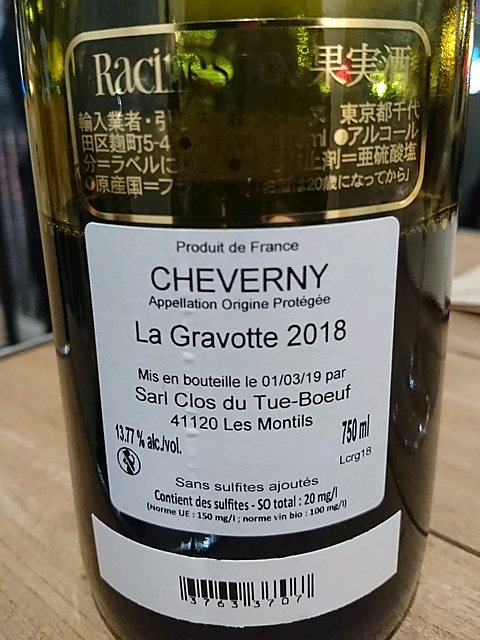 果実酒
輸入業者・引 東京都千代
田区麹町5-4 ml ●アルコール
分=ラベルに 止剤=亜硫酸塩
●原産国=フラ お酒は20歳になってから」
Produit de France
CHEVERNY
Appellation Origine Protégée
La Gravotte 2018
Mis en bouteille le 01/03/19 par
Sarl Clos du Tue-Boeuf
41120 Les Montils
13.77 % alc./vol. 750 ml
Lcrg18
Sans sulfites ajoutés
Contient des sulfites - SO total : 20 mg/l
(Norme UE : 150 mg/l ; norme vin bio : 100 mg/l)
3763 3707